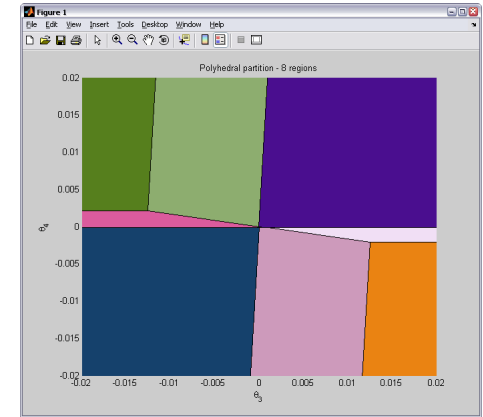 Figure 1
File Edit View Insert Tools Desktop Window Help
Polyhedral partition - 8 regions
0.02
0.015
0.01
0.005
0
-0.005
-0.01
-0.015
-0.02
θ4
-0.02 -0.015 -0.01 -0.005 0 0.005 0.01 0.015 0.02
θ3